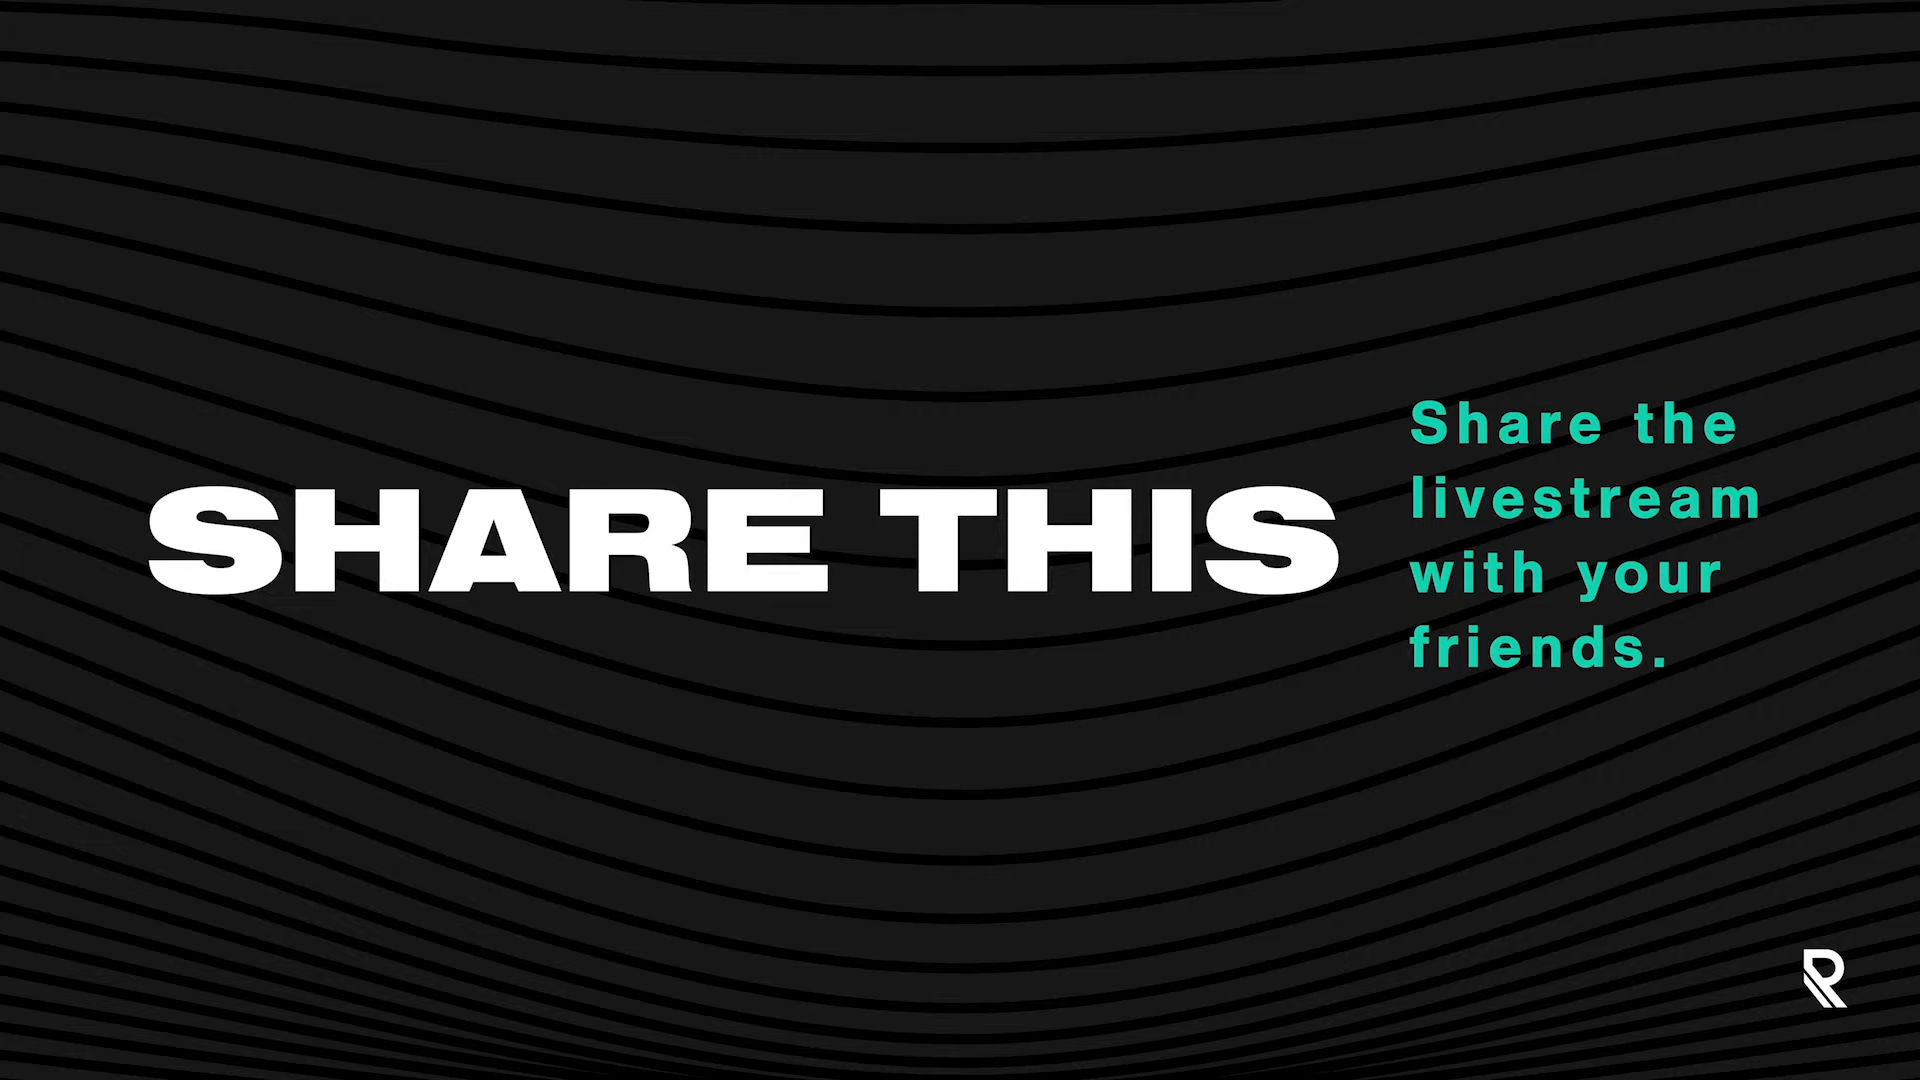 SHARE THIS
Share the
livestream
with your
friends.
R